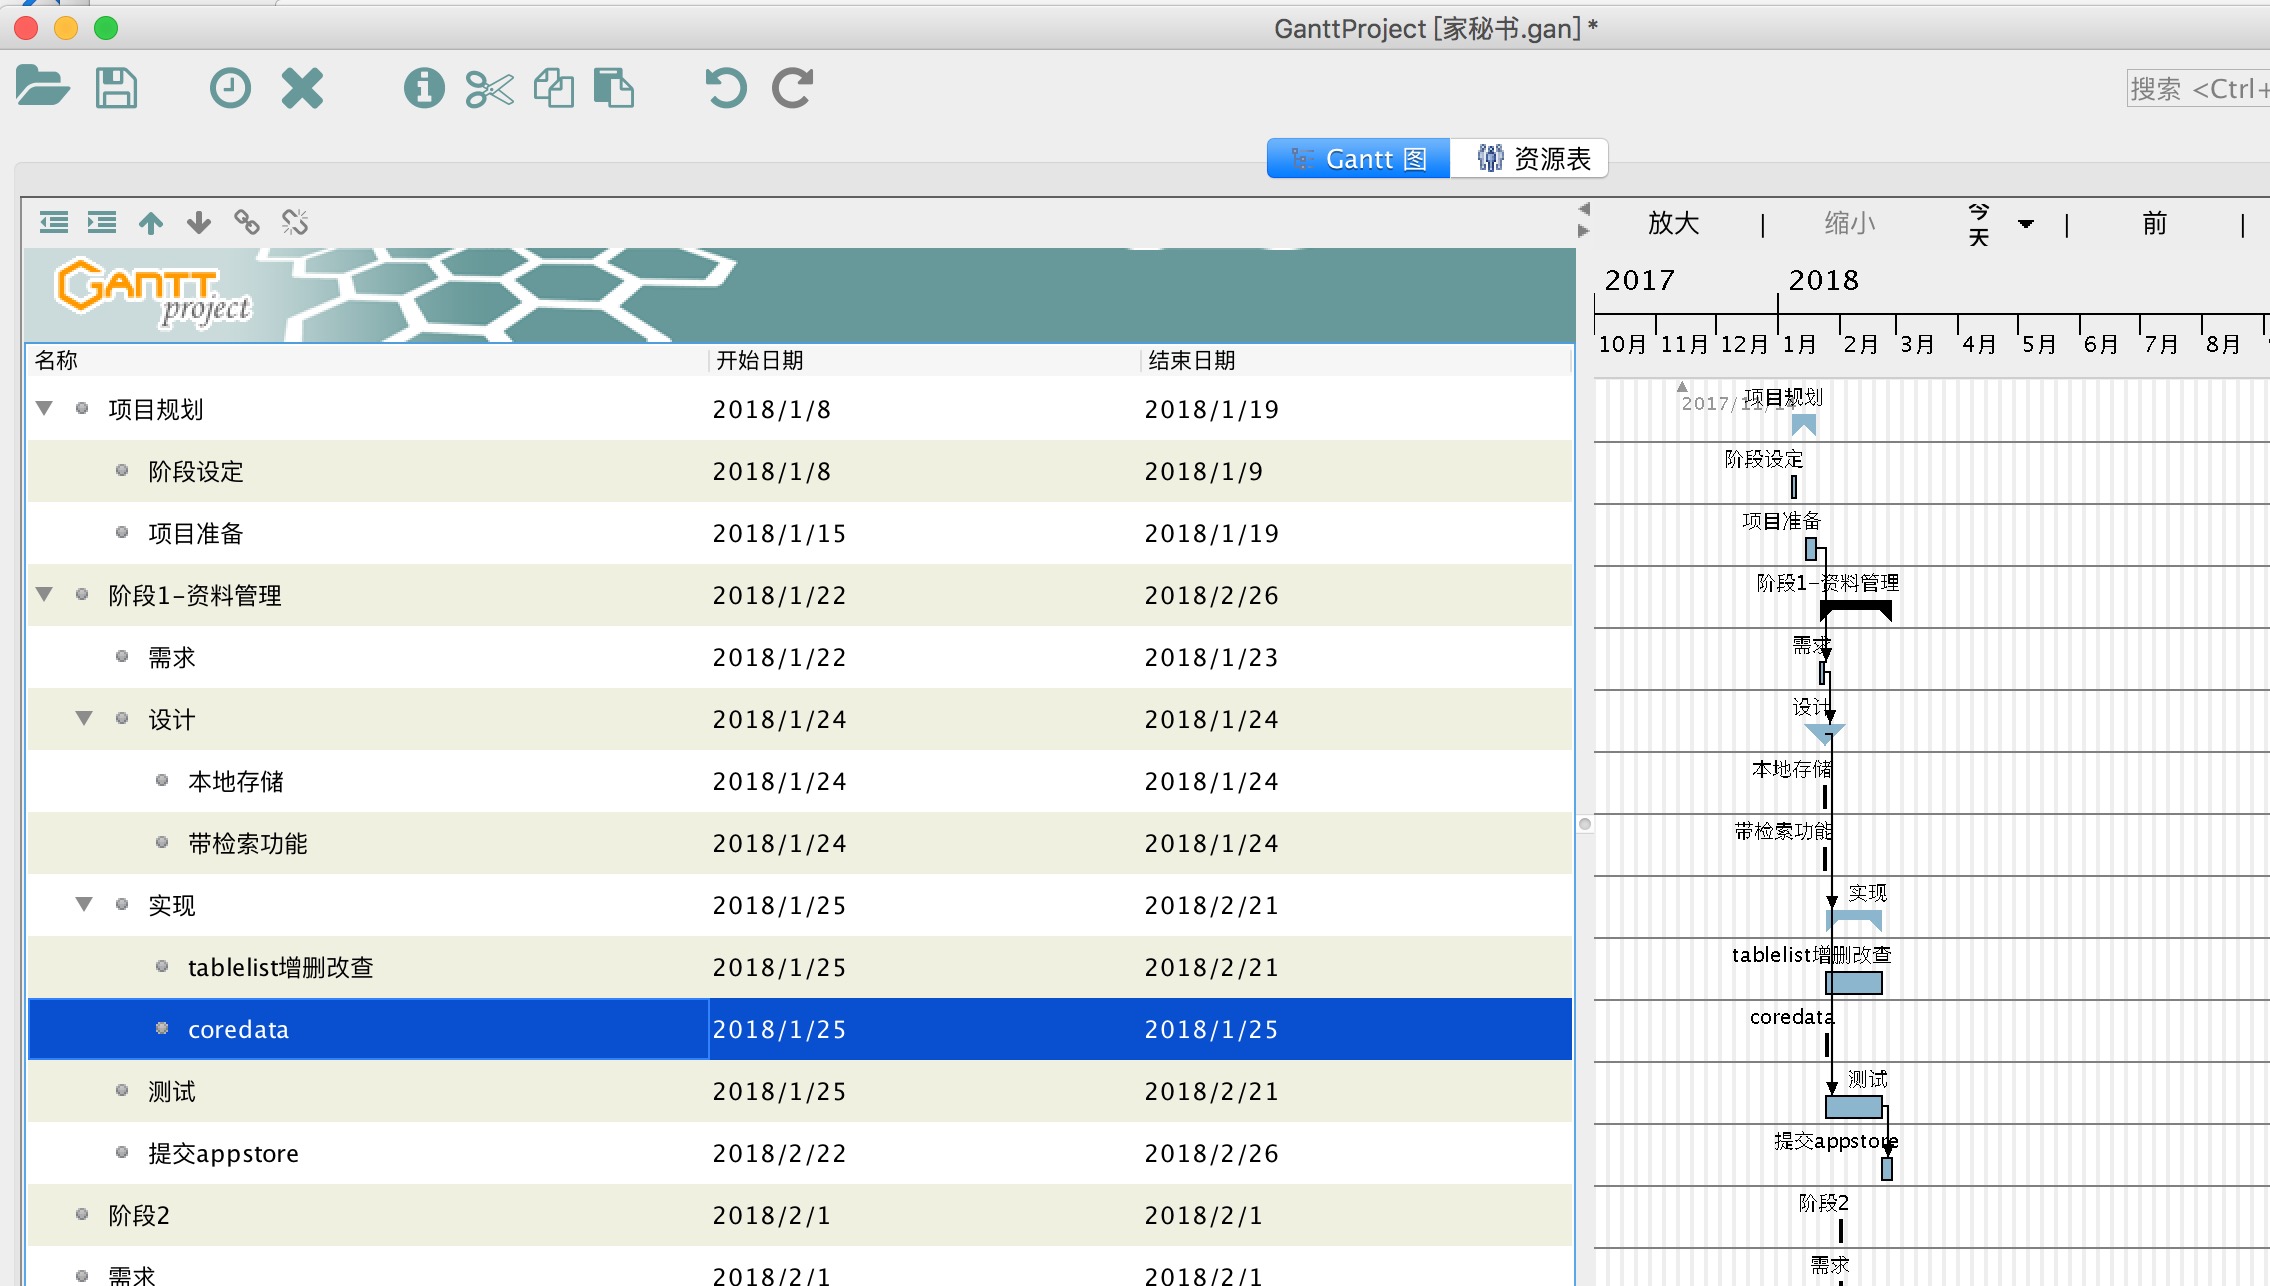 GanttProject [家秘书.gan] *
搜索 <Ctrl+
Gantt 图 资源表
放大 | 缩小 今天 | 前 |
GANTT project
2017 2018
10月 11月 12月 1月 2月 3月 4月 5月 6月 7月 8月
名称 开始日期 结束日期
项目规划 2018/1/8 2018/1/19
阶段设定 2018/1/8 2018/1/9
项目准备 2018/1/15 2018/1/19
阶段1-资料管理 2018/1/22 2018/2/26
需求 2018/1/22 2018/1/23
设计 2018/1/24 2018/1/24
本地存储 2018/1/24 2018/1/24
带检索功能 2018/1/24 2018/1/24
实现 2018/1/25 2018/2/21
tablelist增删改查 2018/1/25 2018/2/21
coredata 2018/1/25 2018/1/25
测试 2018/1/25 2018/2/21
提交appstore 2018/2/22 2018/2/26
阶段2 2018/2/1 2018/2/1
需求 2018/2/1 2018/2/1
项目规划
阶段设定
项目准备
阶段1-资料管理
需求
设计
本地存储
带检索功能
实现
tablelist增删改查
coredata
测试
提交appstore
阶段2
需求